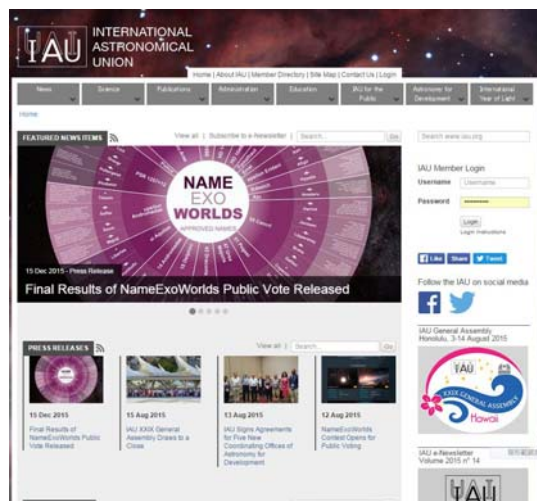 IAU
INTERNATIONAL
ASTRONOMICAL
UNION
Home | About IAU | Member Directory | Site Map | Contact Us | Login
News
Science
Publications
Administration
Education
IAU for the
Public
Astronomy for
Development
International
Year of Light
Home
FEATURED NEWS ITEMS
View all | Subscribe to e-Newsletter | Search...
Go
NAME
EXO
WORLDS
APPROVED NAMES
15 Dec 2015 - Press Release
Final Results of NameExoWorlds Public Vote Released
PRESS RELEASES
View all | Search...
Go
15 Dec 2015
Final Results of
NameExoWorlds Public
Vote Released
15 Aug 2015
IAU XXIX General
Assembly Draws to a
Close
13 Aug 2015
IAU Signs Agreements
for Five New
Coordinating Offices of
Astronomy for
Development
12 Aug 2015
NameExoWorlds
Contest Opens for
Public Voting
Search www.iau.org
IAU Member Login
Username
Username
Password
Login
Login Instructions
Like
Share
Tweet
Follow the IAU on social media
IAU General Assembly
Honolulu, 3-14 August 2015
IAU
XXIX GENERAL ASSEMBLY
Hawaii
IAU e-Newsletter
Volume 2015 n° 14
IAU